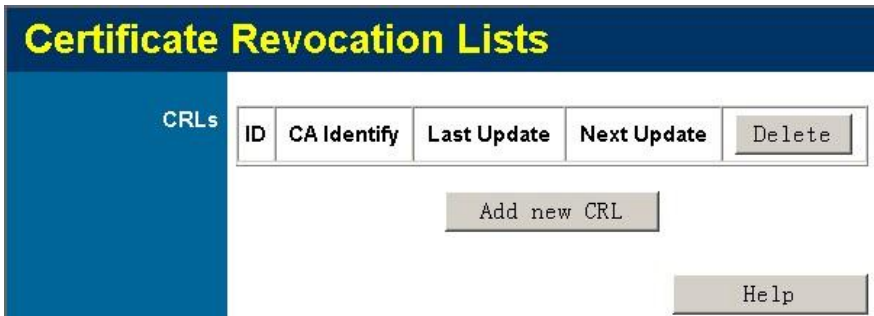 Certificate Revocation Lists
CRLs
ID CA Identify Last Update Next Update Delete
Add new CRL
Help